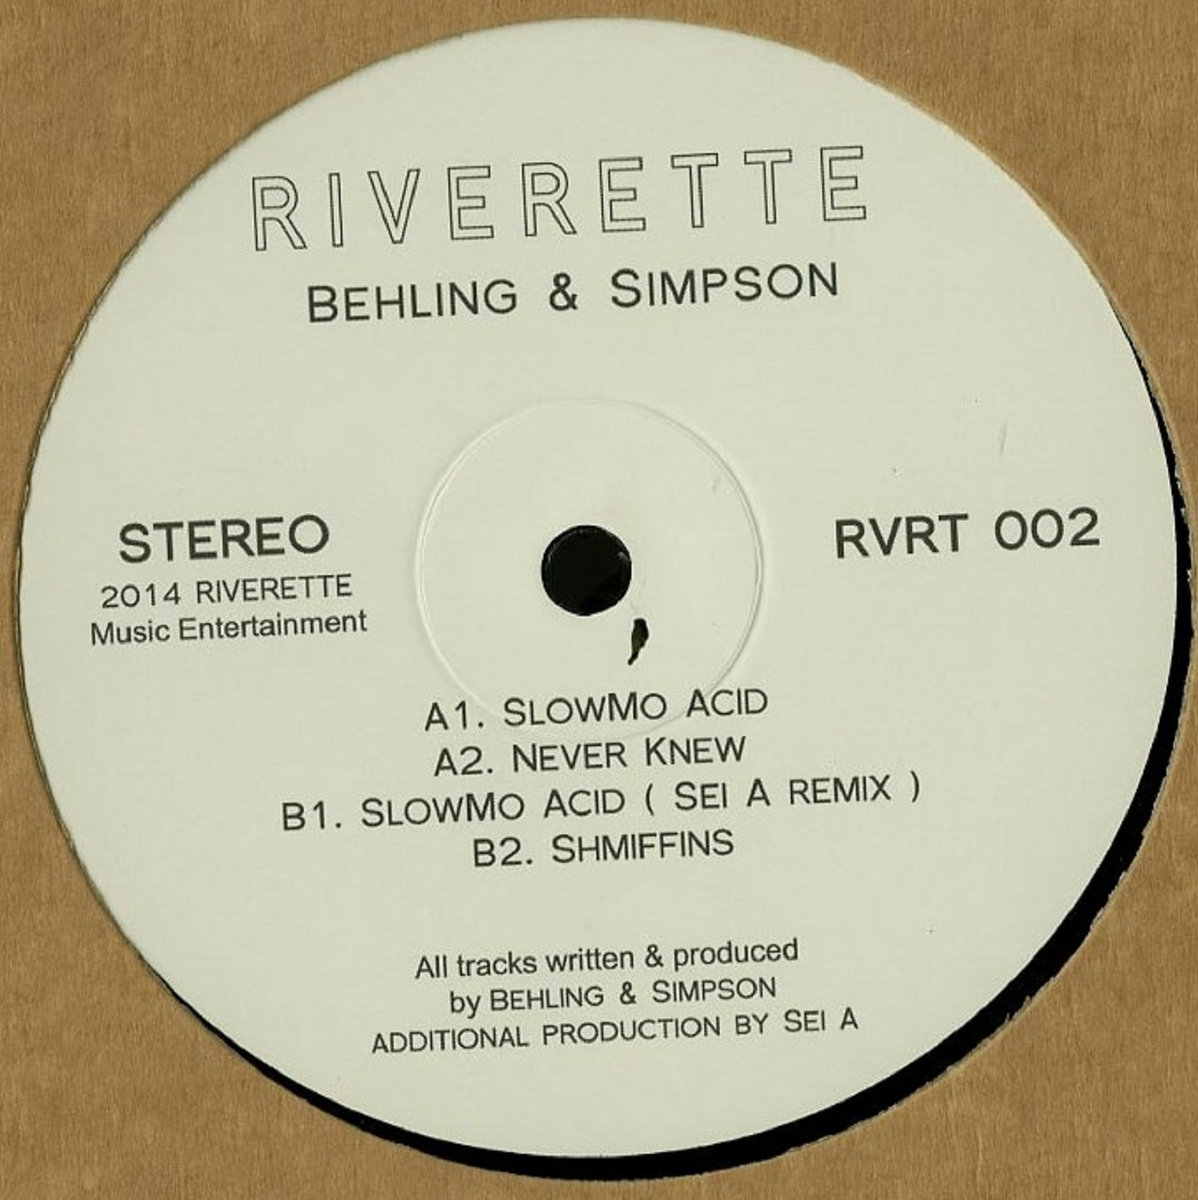 RIVERETTE
BEHLING & SIMPSON
STEREO
2014 RIVERETTE
Music Entertainment
RVRT 002
A1. SLOWMO ACID
A2. NEVER KNEW
B1. SLOWMO ACID ( SEI A REMIX )
B2. SHMIFFINS
All tracks written & produced
by BEHLING & SIMPSON
ADDITIONAL PRODUCTION BY SEI A